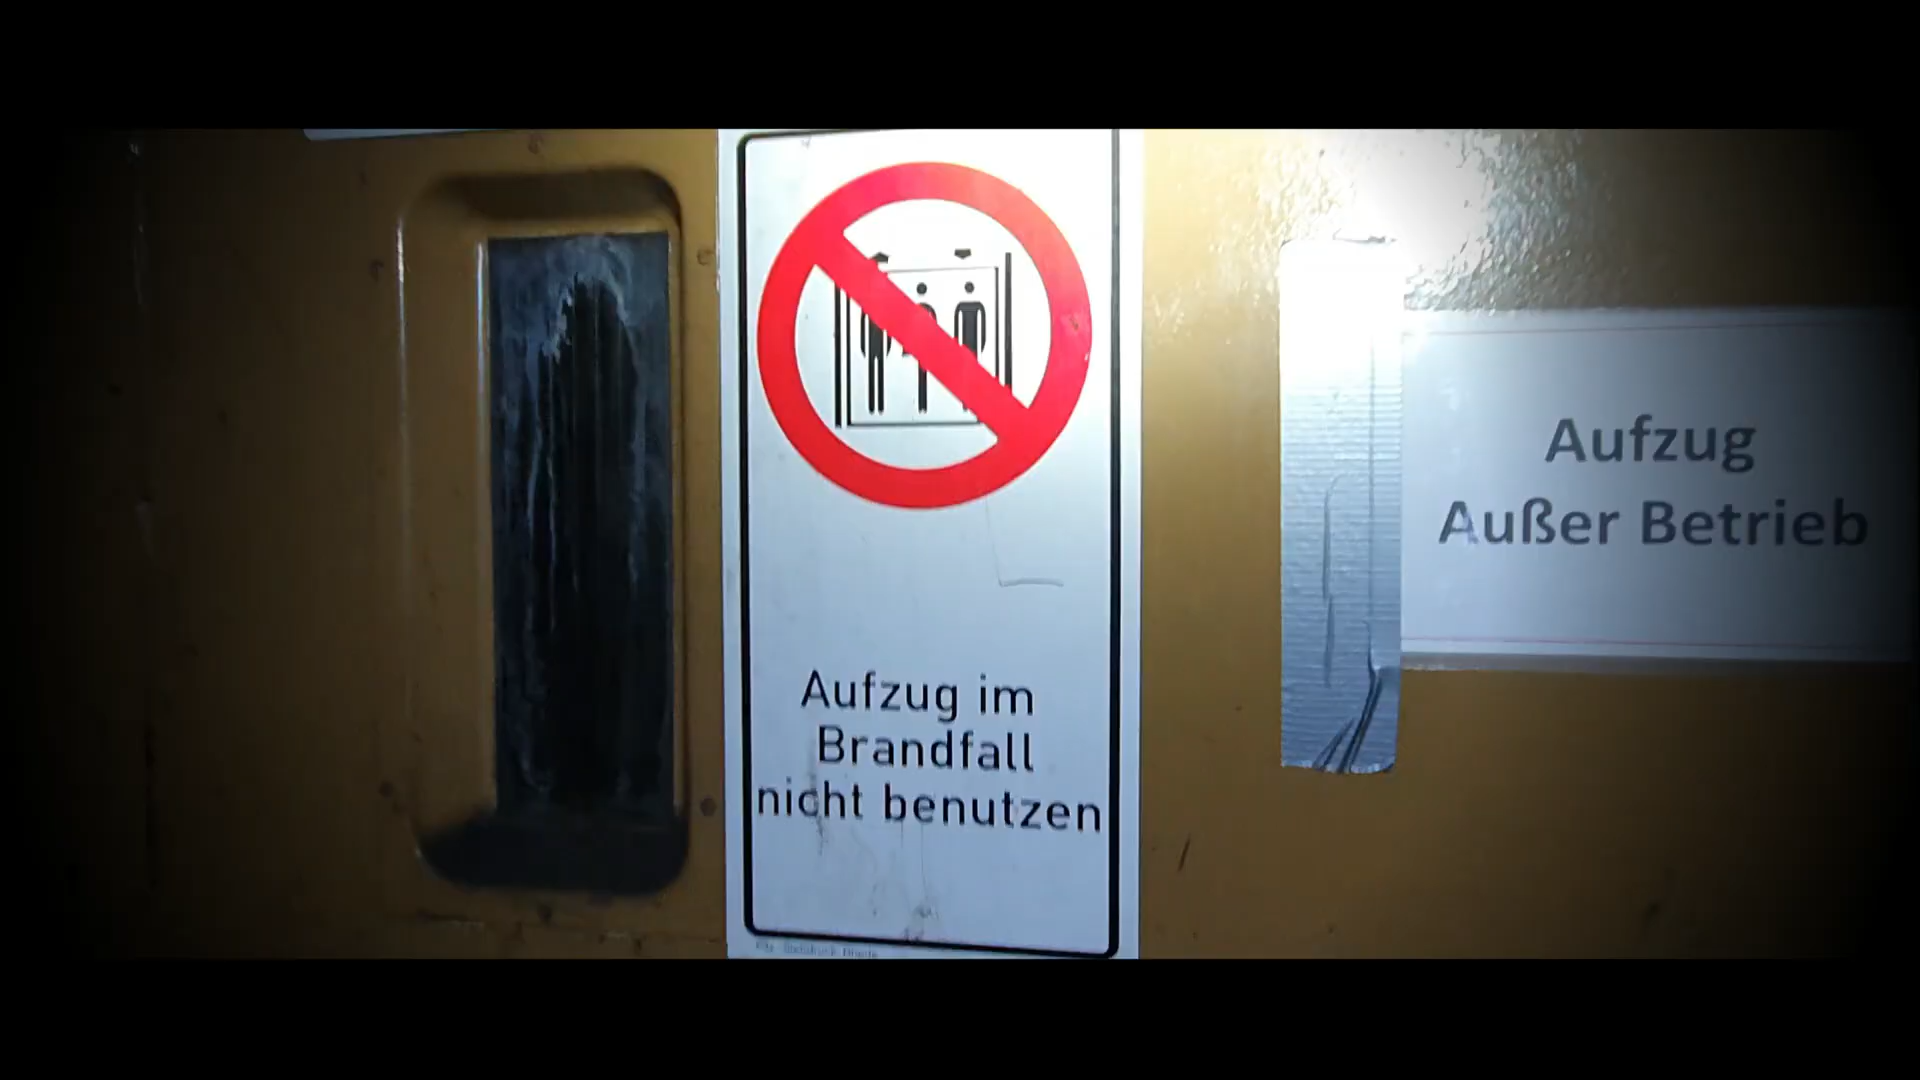 Aufzug im
Brandfall
nicht benutzen
Aufzug
Außer Betrieb